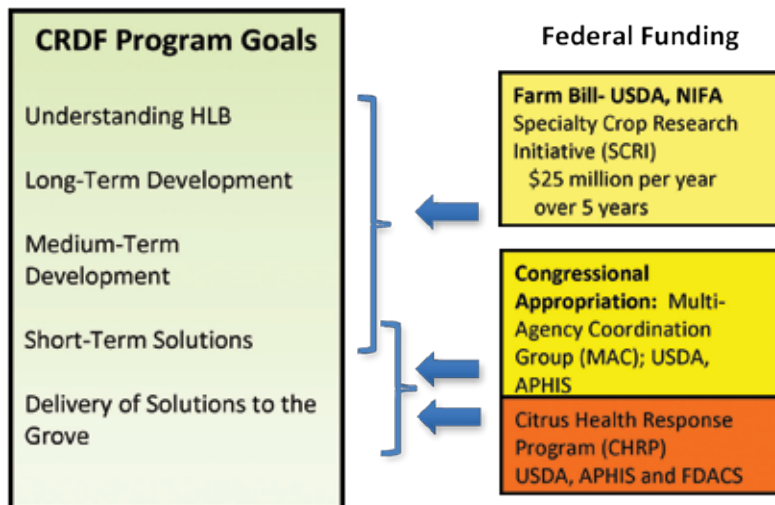 CRDF Program Goals
Understanding HLB
Long-Term Development
Medium-Term
Development
Short-Term Solutions
Delivery of Solutions to the
Grove
Federal Funding
Farm Bill- USDA, NIFA
Specialty Crop Research
Initiative (SCRI)
$25 million per year
over 5 years
Congressional
Appropriation: Multi-
Agency Coordination
Group (MAC); USDA,
APHIS
Citrus Health Response
Program (CHRP)
USDA, APHIS and FDACS